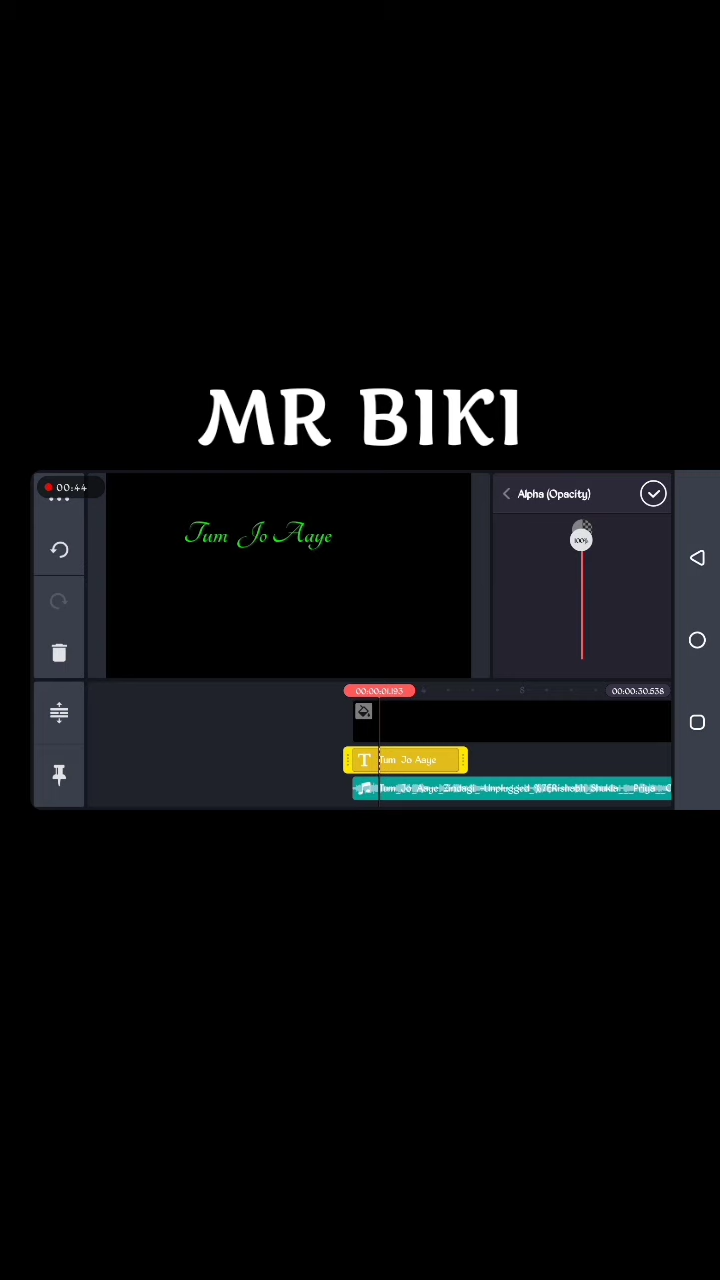 MR BIKI
00:44
Tum Jo Aaye
Alpha (Opacity)
100%
00:00:01.193
00:00:30.538
T Tum Jo Aaye